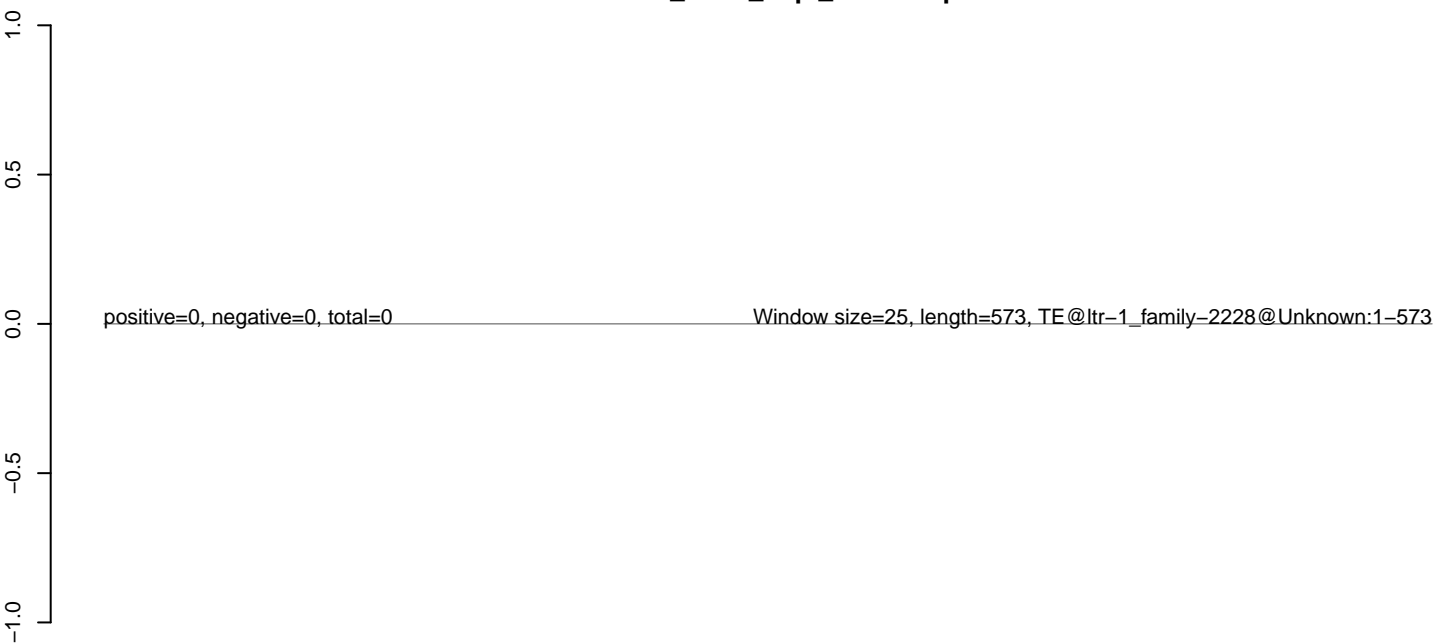 1.0
0.5
positive=0, negative=0, total=0
Window size=25, length=573, TE@ltr−1_family−2228@Unknown:1−573
0.0
−0.5
−1.0